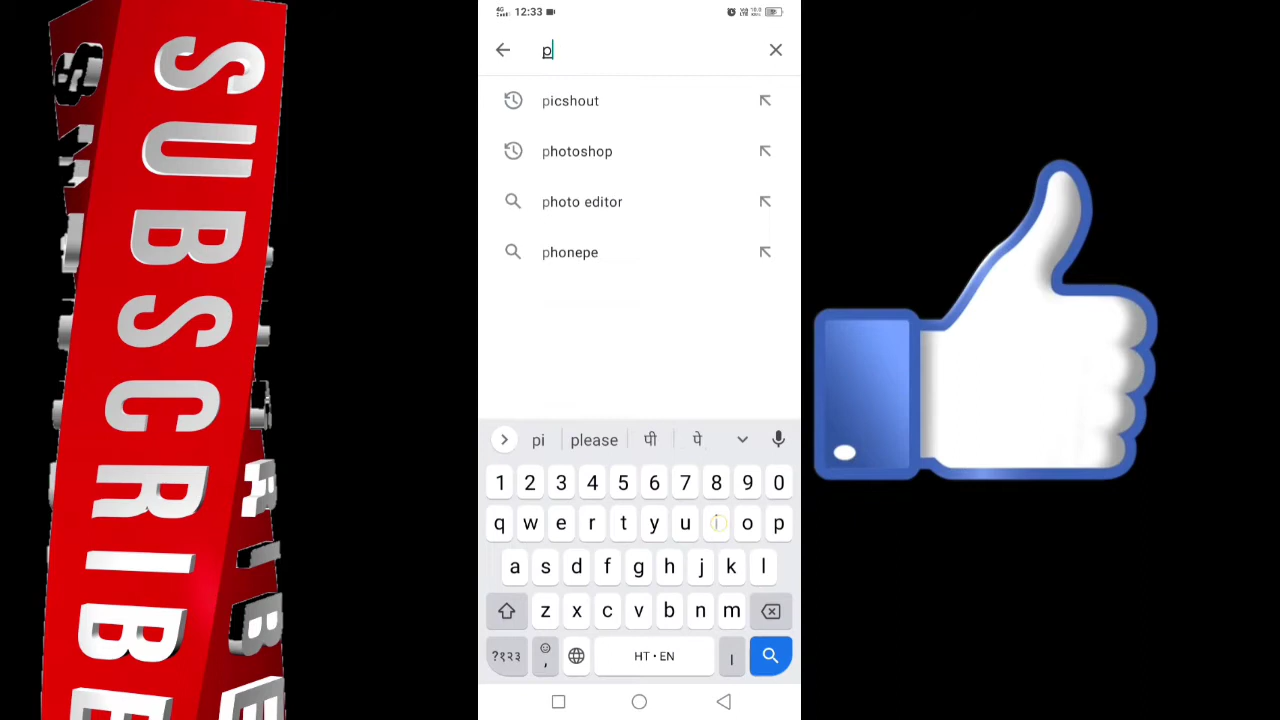 SUBSCRIBE
4G 12:33
p
picshout
photoshop
photo editor
phonepe
pi please पी पे
1 2 3 4 5 6 7 8 9 0
q w e r t y u i o p
a s d f g h j k l
z x c v b n m
?१२३ , HT • EN ।